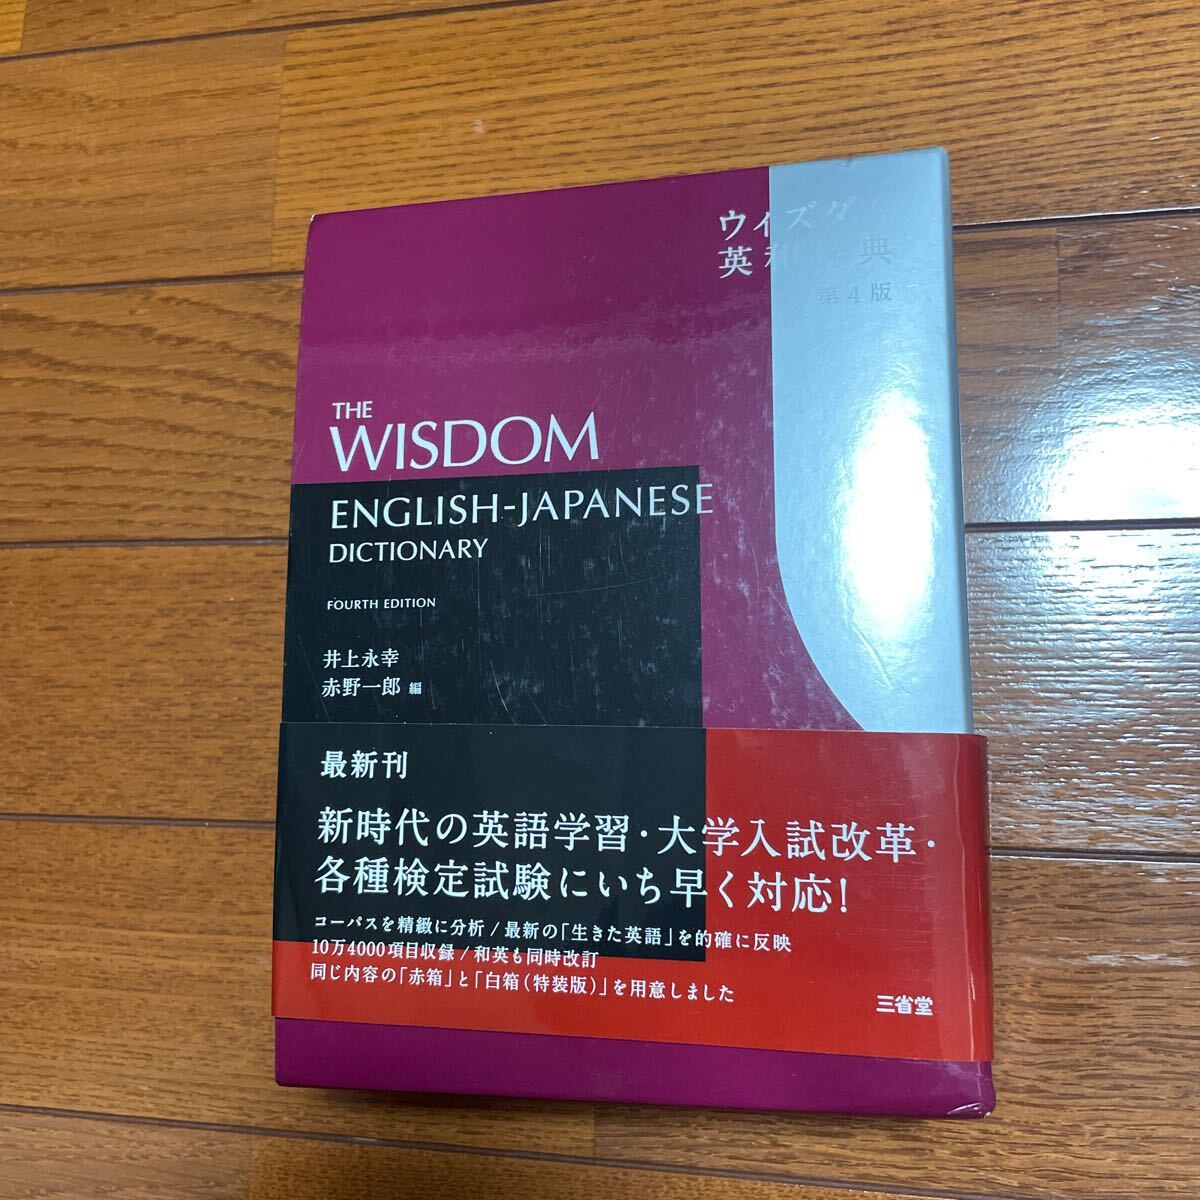 ウィズダ
英和 典
第4版
THE
WISDOM
ENGLISH-JAPANESE
DICTIONARY
FOURTH EDITION
井上永幸
赤野一郎 編
最新刊
新時代の英語学習・大学入試改革・
各種検定試験にいち早く対応!
コーパスを精緻に分析/最新の「生きた英語」を的確に反映
10万4000項目収録/和英も同時改訂
同じ内容の「赤箱」と「白箱(特装版)」を用意しました
三省堂